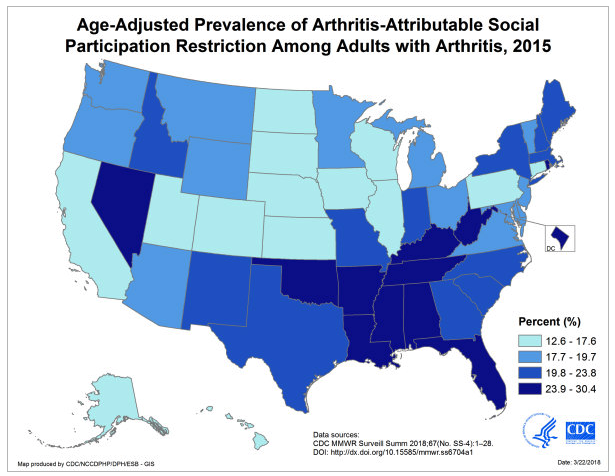 Age-Adjusted Prevalence of Arthritis-Attributable Social
Participation Restriction Among Adults with Arthritis, 2015
DC
Percent (%)
12.6 - 17.6
17.7 - 19.7
19.8 - 23.8
23.9 - 30.4
Data sources:
CDC MMWR Surveill Summ 2018;67(No. SS-4):1–28.
DOI: http://dx.doi.org/10.15585/mmwr.ss6704a1
CDC
Map produced by CDC/NCCDPHP/DPH/ESB - GIS
Date: 3/22/2018